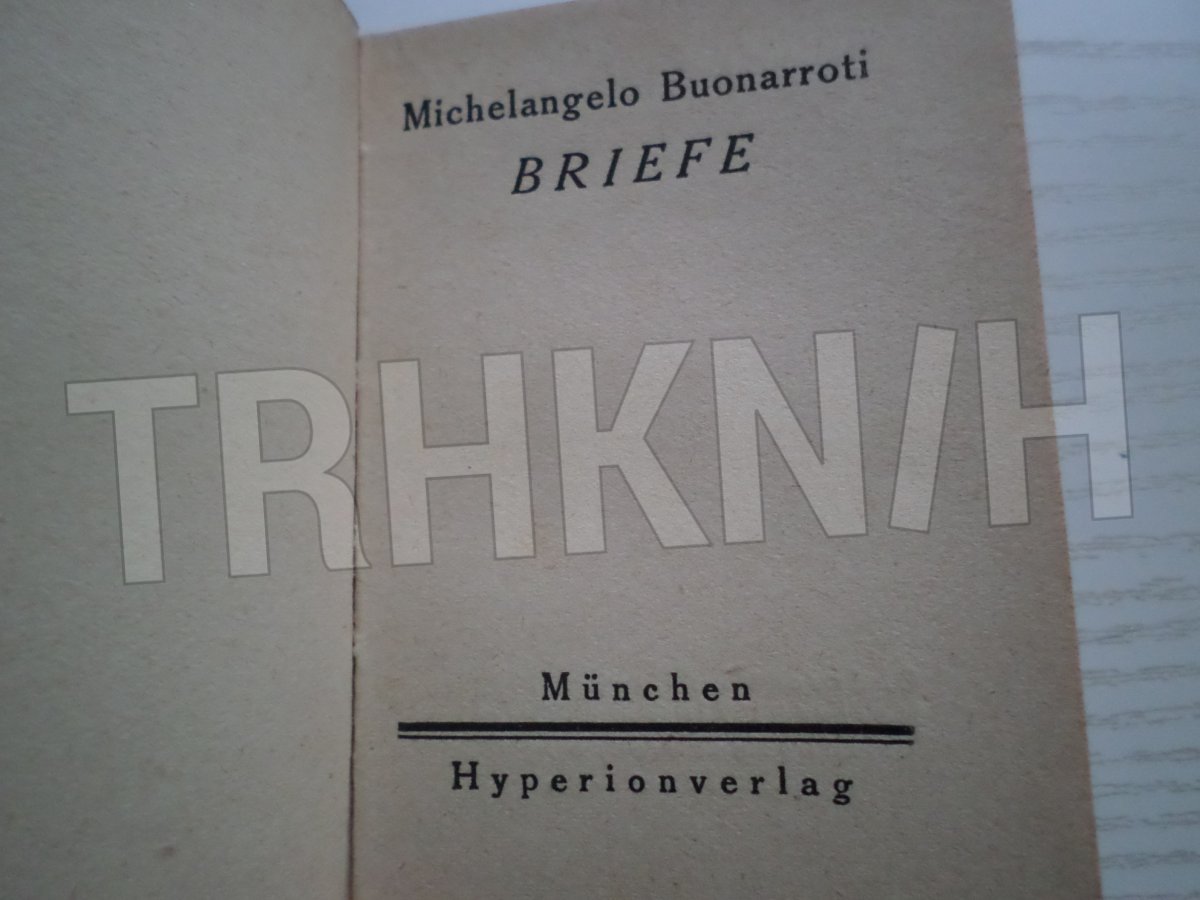 Michelangelo Buonarroti
BRIEFE
TRHKN/H
München
Hyperionverlag